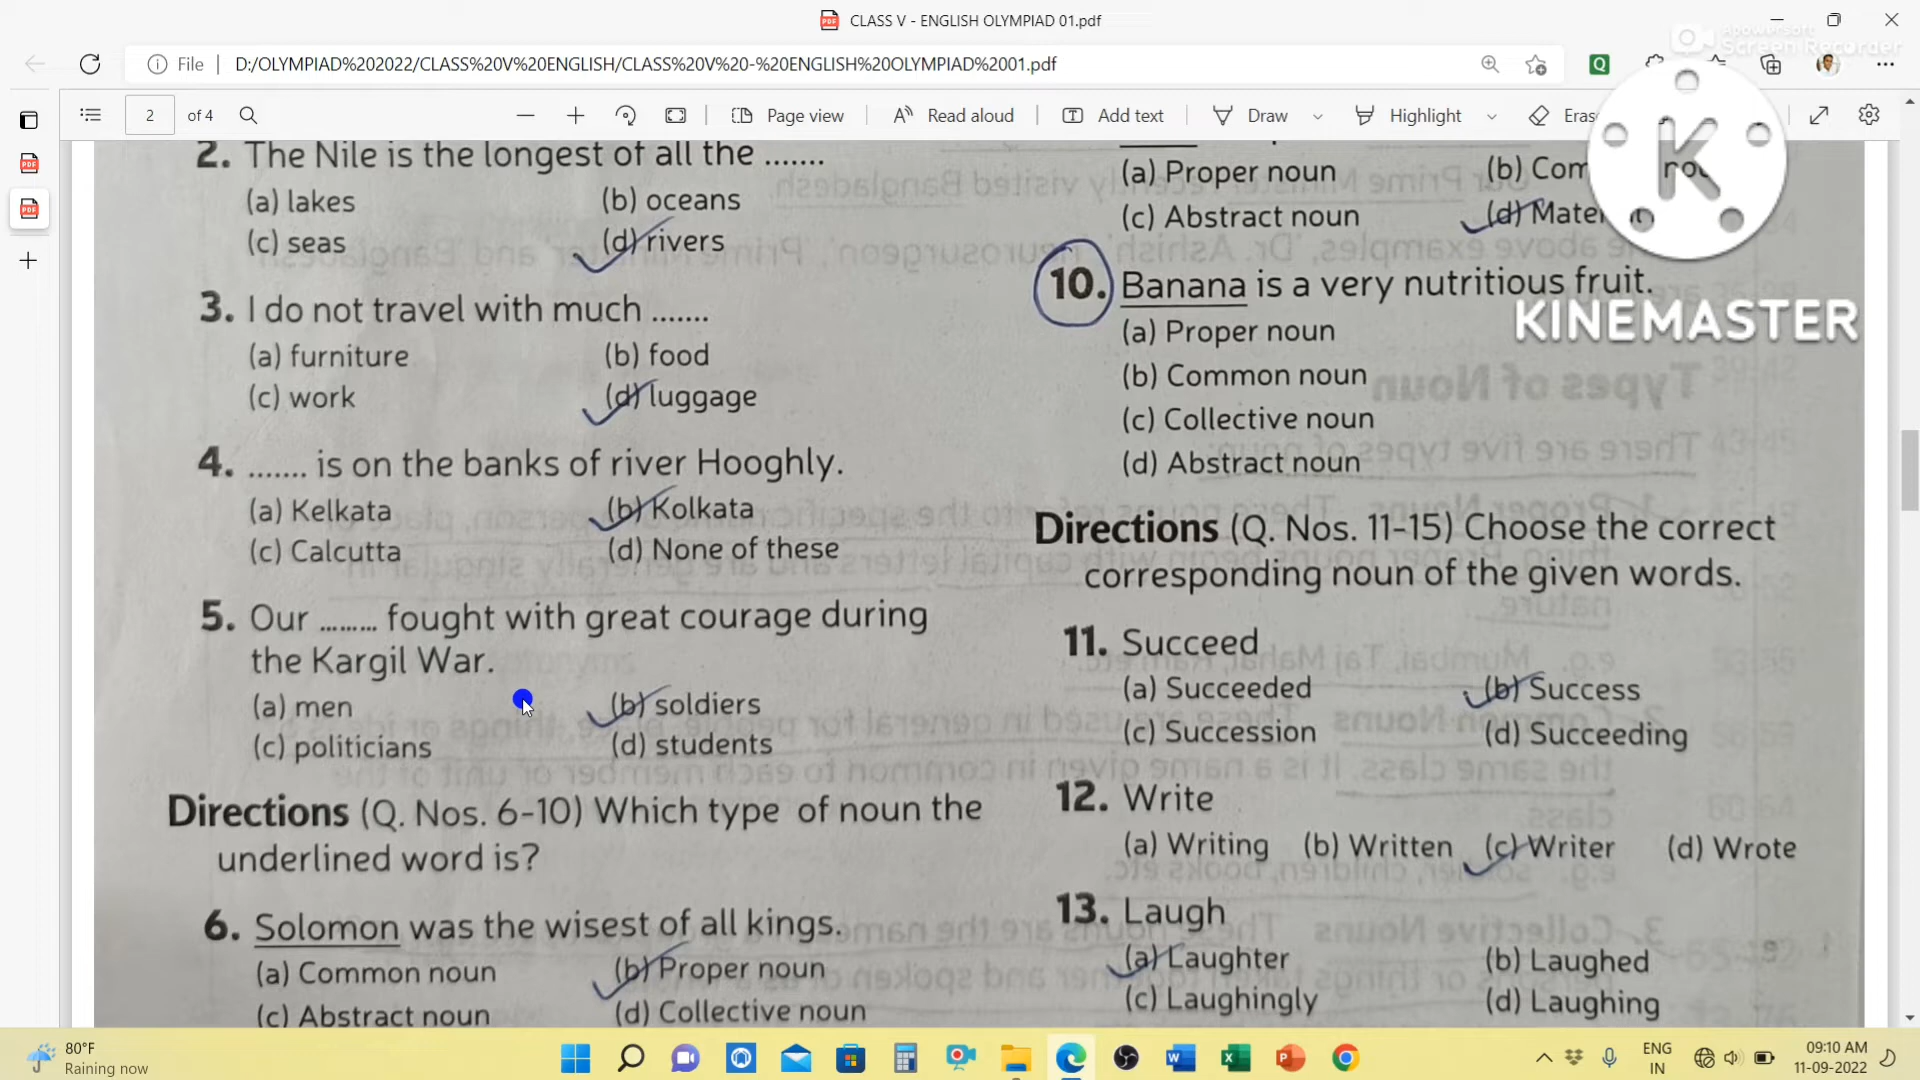 CLASS V - ENGLISH OLYMPIAD 01.pdf
Apowersoft
Screen Recorder
File
D:/OLYMPIAD%202022/CLASS%20V%20ENGLISH/CLASS%20V%20-%20ENGLISH%20OLYMPIAD%2001.pdf
2 of 4
Page view
Read aloud
Add text
Draw
Highlight
Eras
2. The Nile is the longest of all the .......
(a) lakes (b) oceans
(c) seas (d) rivers
3. I do not travel with much .......
(a) furniture (b) food
(c) work (d) luggage
4. ....... is on the banks of river Hooghly.
(a) Kelkata (b) Kolkata
(c) Calcutta (d) None of these
5. Our ......... fought with great courage during
the Kargil War.
(a) men (b) soldiers
(c) politicians (d) students
Directions (Q. Nos. 6-10) Which type of noun the
underlined word is?
6. Solomon was the wisest of all kings.
(a) Common noun (b) Proper noun
(c) Abstract noun (d) Collective noun
(a) Proper noun (b)
(c) Abstract noun (d)
10. Banana is a very nutritious fruit.
KINEMASTER
(a) Proper noun
(b) Common noun
(c) Collective noun
(d) Abstract noun
Directions (Q. Nos. 11-15) Choose the correct
corresponding noun of the given words.
11. Succeed
(a) Succeeded (b) Success
(c) Succession (d) Succeeding
12. Write
(a) Writing (b) Written (c) Writer (d) Wrote
13. Laugh
(a) Laughter (b) Laughed
(c) Laughingly (d) Laughing
80°F
Raining now
ENG
IN
09:10 AM
11-09-2022